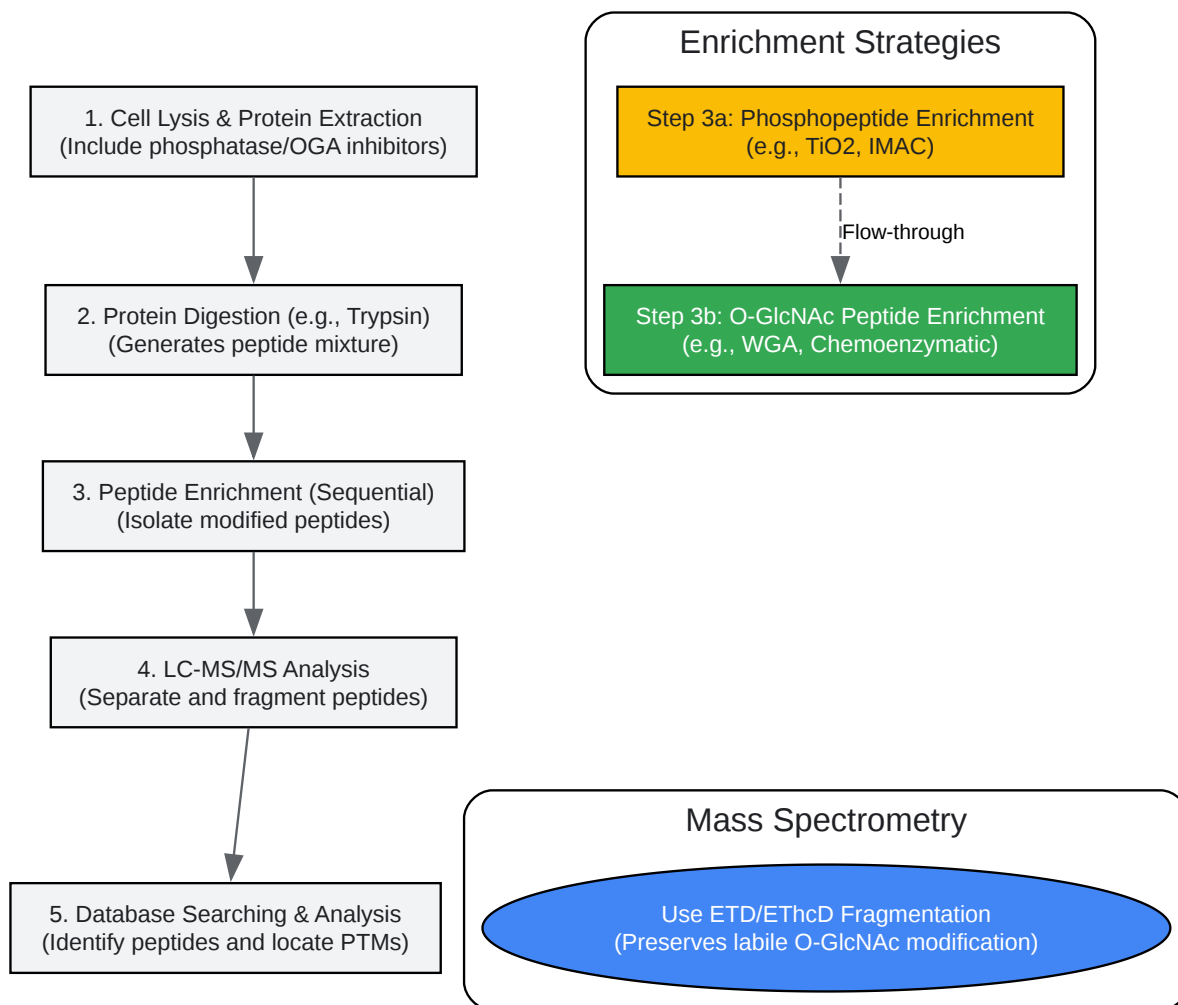 1. Cell Lysis & Protein Extraction
(Include phosphatase/OGA inhibitors)
2. Protein Digestion (e.g., Trypsin)
(Generates peptide mixture)
3. Peptide Enrichment (Sequential)
(Isolate modified peptides)
4. LC-MS/MS Analysis
(Separate and fragment peptides)
5. Database Searching & Analysis
(Identify peptides and locate PTMs)
Enrichment Strategies
Step 3a: Phosphopeptide Enrichment
(e.g., TiO2, IMAC)
Flow-through
Step 3b: O-GlcNAc Peptide Enrichment
(e.g., WGA, Chemoenzymatic)
Mass Spectrometry
Use ETD/EThcD Fragmentation
(Preserves labile O-GlcNAc modification)